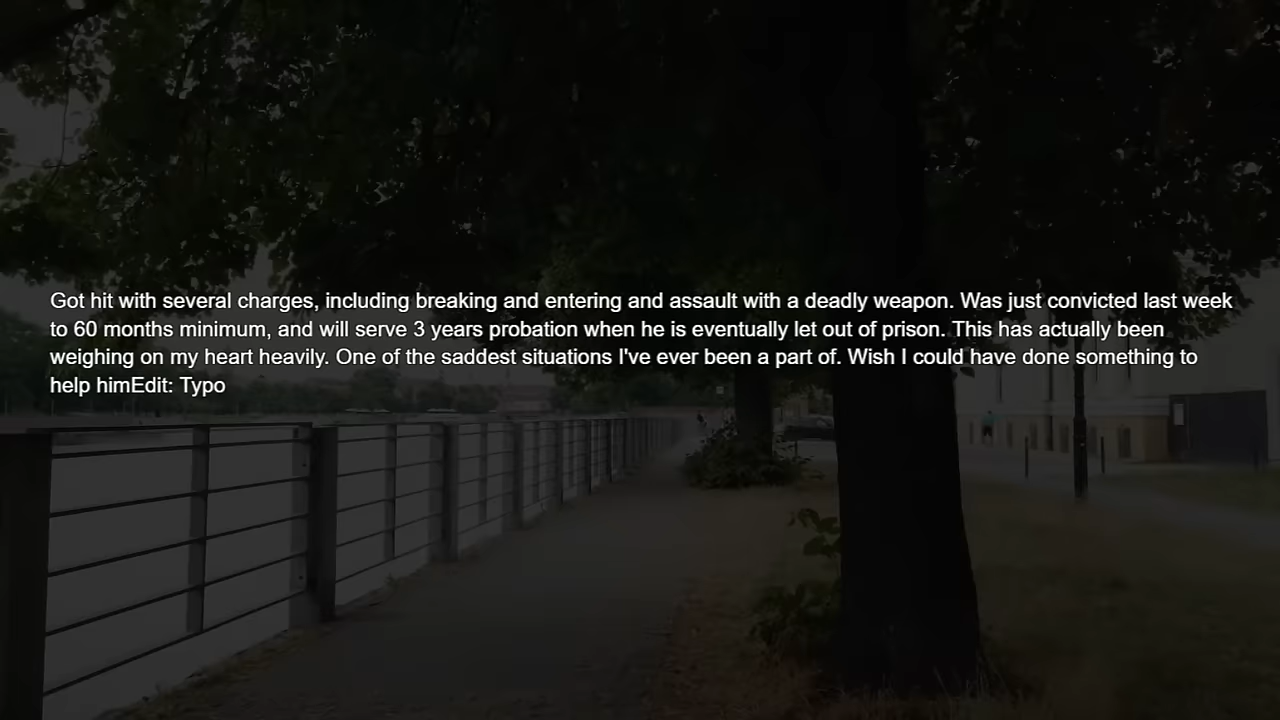 Got hit with several charges, including breaking and entering and assault with a deadly weapon. Was just convicted last week
to 60 months minimum, and will serve 3 years probation when he is eventually let out of prison. This has actually been
weighing on my heart heavily. One of the saddest situations I've ever been a part of. Wish I could have done something to
help himEdit: Typo